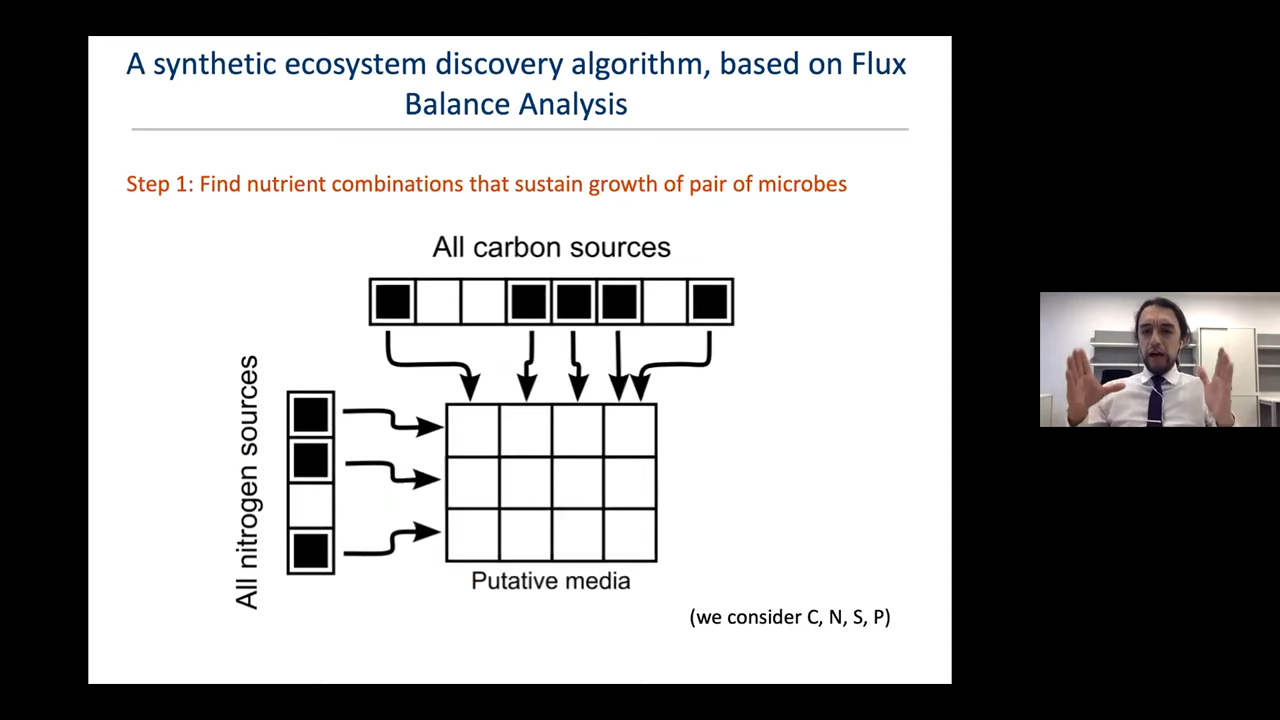 A synthetic ecosystem discovery algorithm, based on Flux
Balance Analysis
Step 1: Find nutrient combinations that sustain growth of pair of microbes
All carbon sources
All nitrogen sources
Putative media
(we consider C, N, S, P)